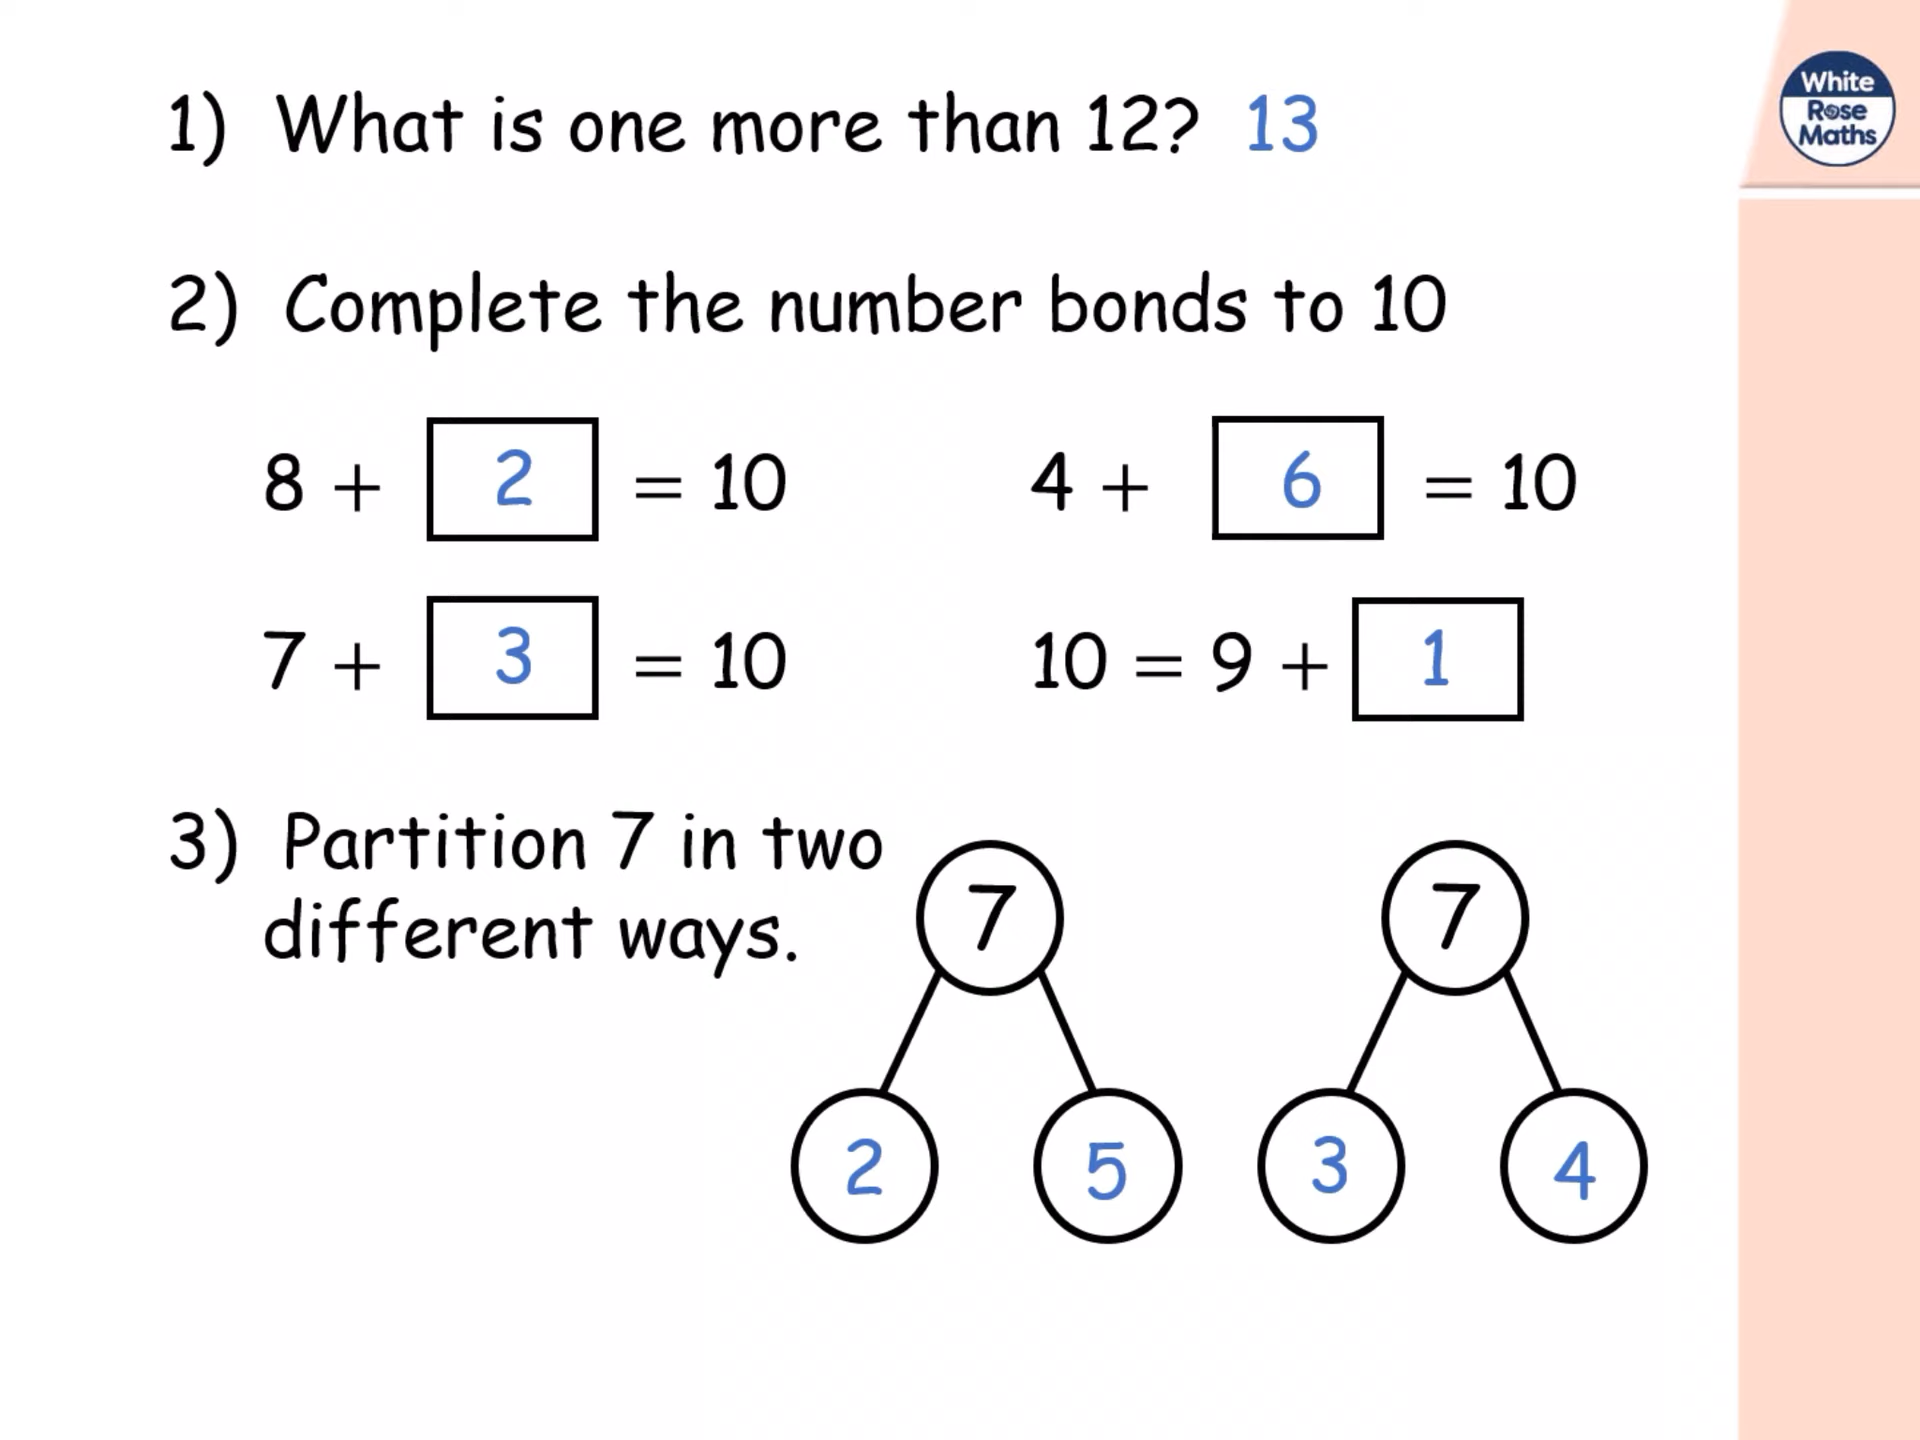 1) What is one more than 12? 13
White
Rose
Maths
2) Complete the number bonds to 10
8 + 2 = 10
4 + 6 = 10
7 + 3 = 10
10 = 9 + 1
3) Partition 7 in two
different ways.
7
7
2
5
3
4